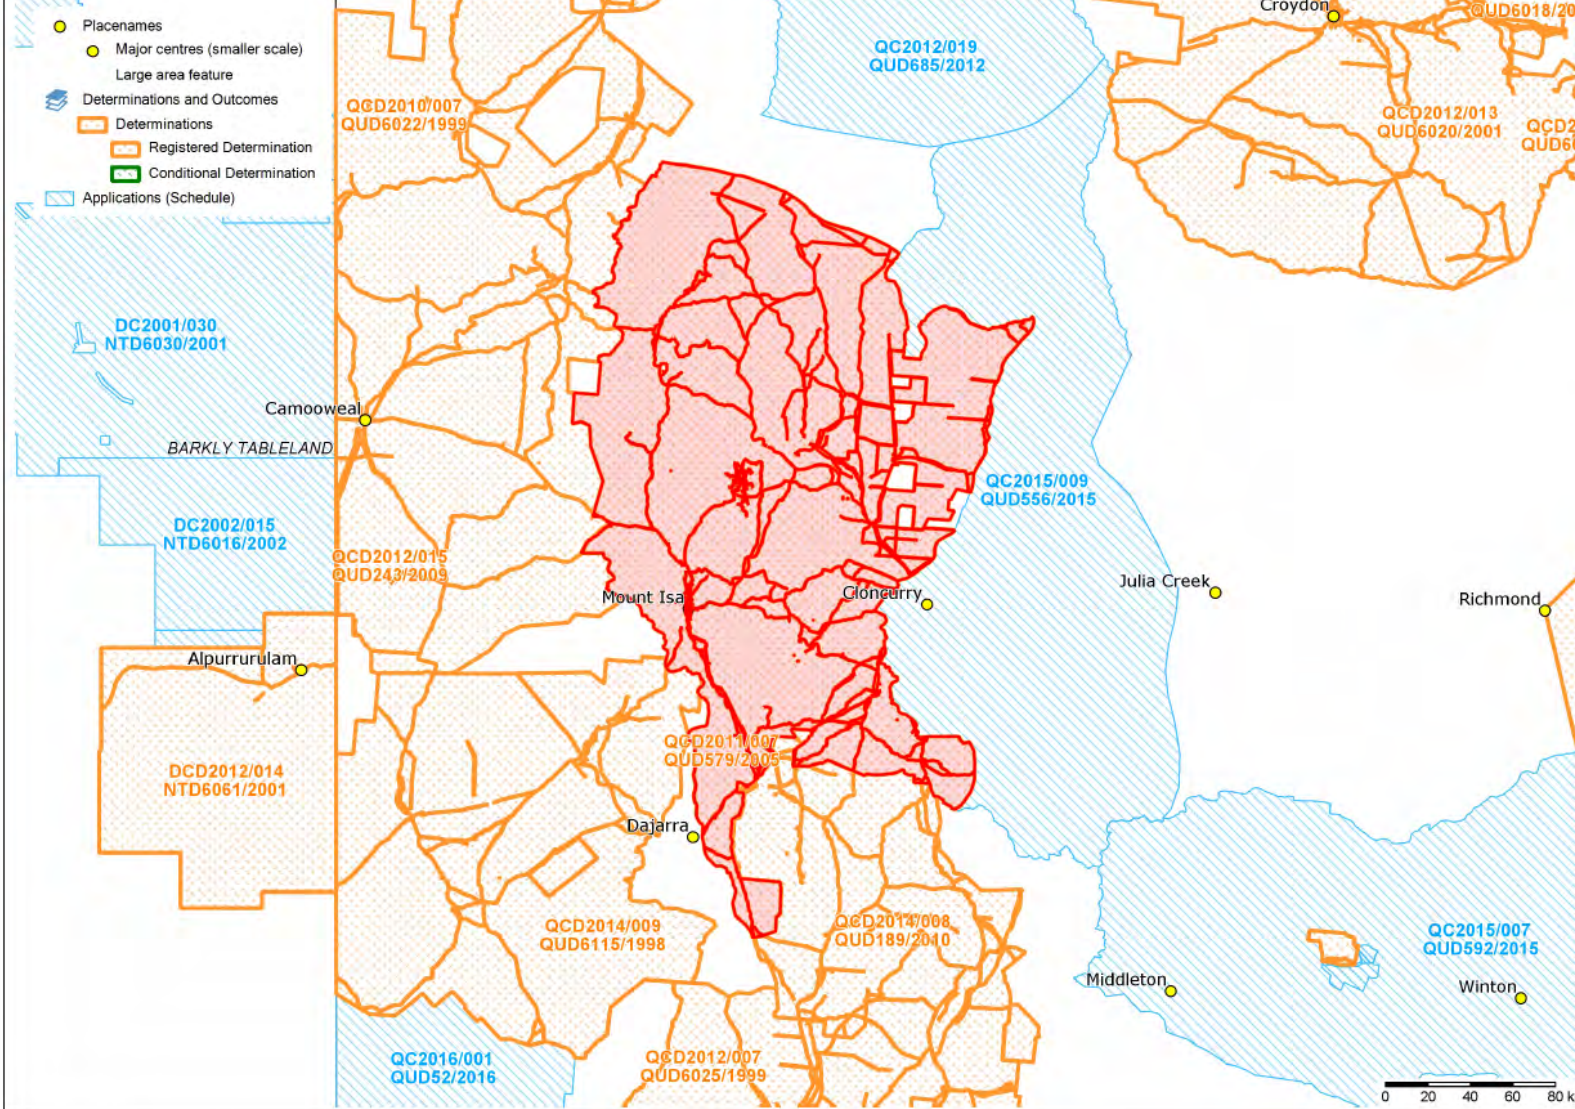 Placenames
Major centres (smaller scale)
Large area feature
Determinations and Outcomes
Determinations
Registered Determination
Conditional Determination
Applications (Schedule)
Croydon
QUD6018/20
QC2012/019
QUD685/2012
QCD2010/007
QUD6022/1999
QCD2012/013
QUD6020/2001
QCD2
QUD6
DC2001/030
NTD6030/2001
Camooweal
BARKLY TABLELAND
QC2015/009
QUD556/2015
DC2002/015
NTD6016/2002
QCD2012/015
QUD243/2009
Mount Isa
Cloncurry
Julia Creek
Richmond
Alpurrurulam
QCD2011/007
QUD579/2005
DCD2012/014
NTD6061/2001
Dajarra
QCD2014/009
QUD6115/1998
QCD2014/008
QUD189/2010
QC2015/007
QUD592/2015
Middleton
Winton
QC2016/001
QUD52/2016
QCD2012/007
QUD6025/1999
0 20 40 60 80 k